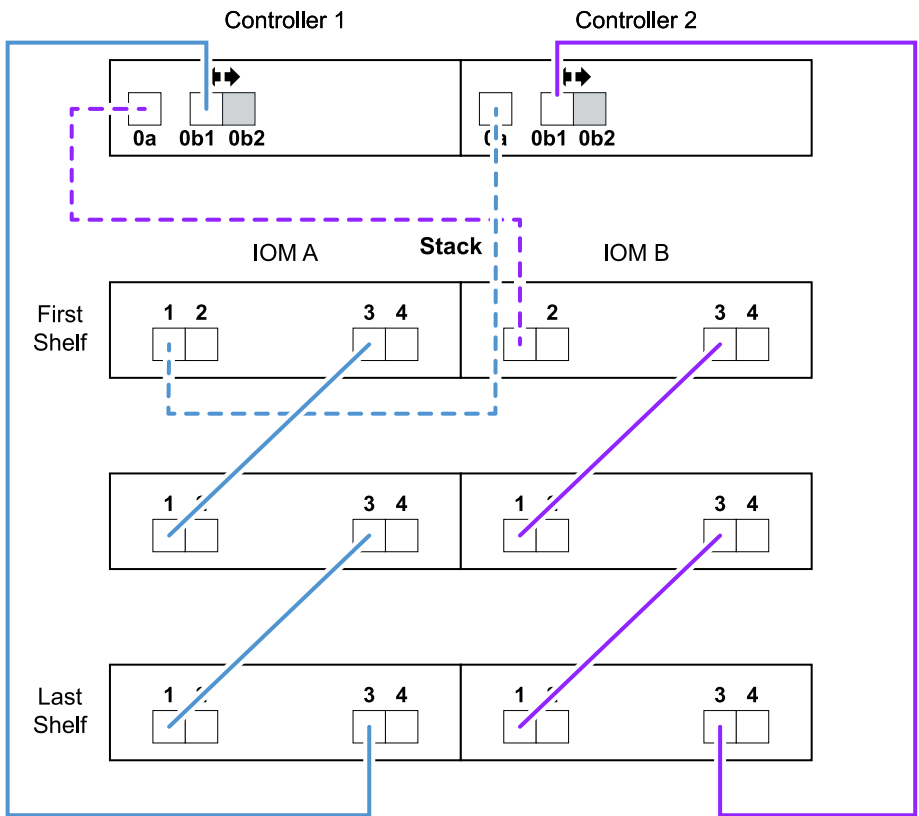 Controller 1 Controller 2
0a 0b1 0b2 0b1 0b2
Stack
IOM A IOM B
First
Shelf
1 2 3 4 2 3 4
1 3 4 1 3 4
Last
Shelf
1 3 4 1 3 4